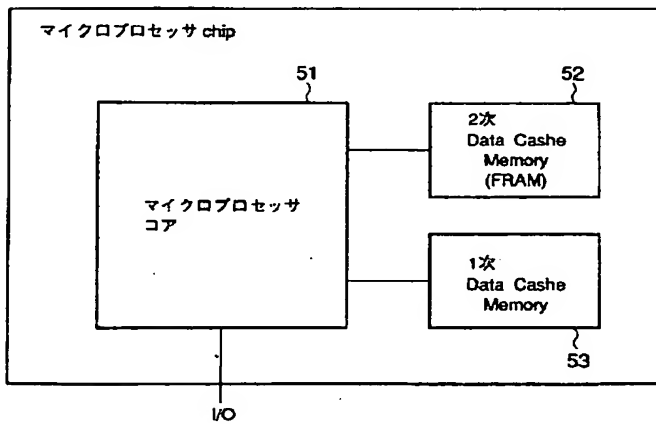 マイクロプロセッサ chip
51
52
2次
Data Cashe
Memory
(FRAM)
マイクロプロセッサ
コア
1次
Data Cashe
Memory
53
I/O